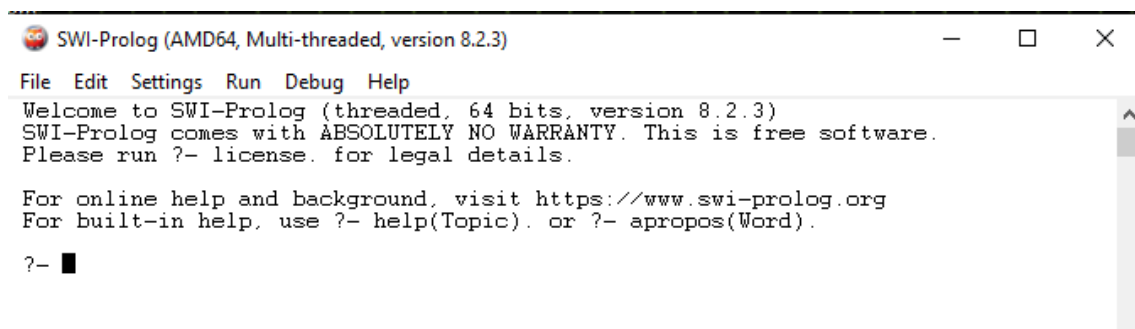 SWI-Prolog (AMD64, Multi-threaded, version 8.2.3)
File Edit Settings Run Debug Help
Welcome to SWI-Prolog (threaded, 64 bits, version 8.2.3)
SWI-Prolog comes with ABSOLUTELY NO WARRANTY. This is free software.
Please run ?- license. for legal details.
For online help and background, visit https://www.swi-prolog.org
For built-in help, use ?- help(Topic). or ?- apropos(Word).
?-